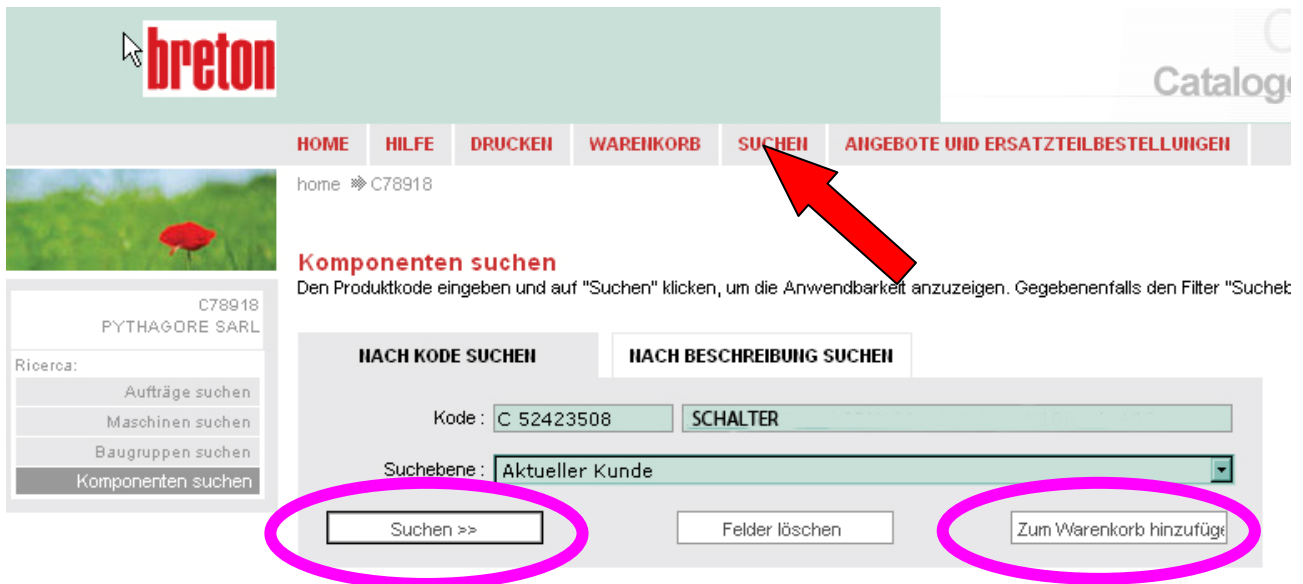 breton
Cataloge
HOME HILFE DRUCKEN WARENKORB SUCHEN ANGEBOTE UND ERSATZTEILBESTELLUNGEN
home C78918
Komponenten suchen
Den Produktkode eingeben und auf "Suchen" klicken, um die Anwendbarkeit anzuzeigen. Gegebenenfalls den Filter "Sucheb
C78918
PYTHAGORE SARL
Ricerca:
Aufträge suchen
Maschinen suchen
Baugruppen suchen
Komponenten suchen
NACH KODE SUCHEN NACH BESCHREIBUNG SUCHEN
Kode : C 52423508 SCHALTER
Suchebene : Aktueller Kunde
Suchen >> Felder löschen Zum Warenkorb hinzufüge